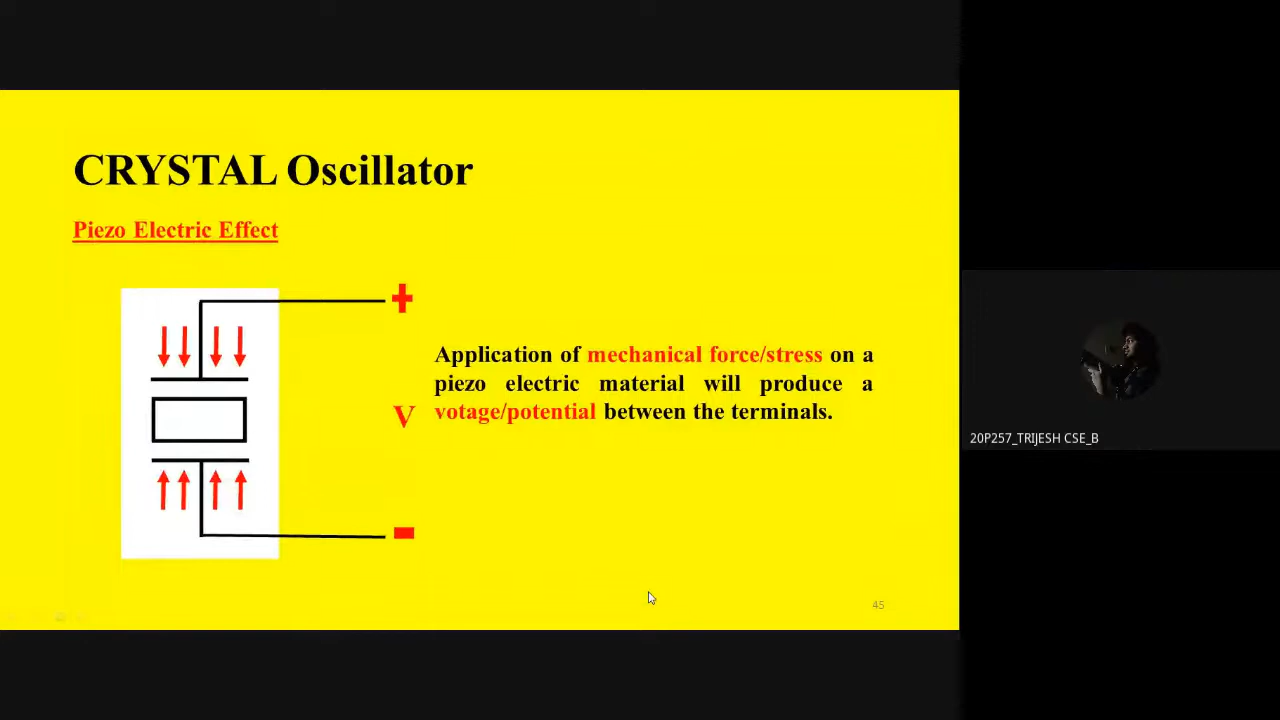 CRYSTAL Oscillator
Piezo Electric Effect
+
Application of mechanical force/stress on a
piezo electric material will produce a
V votage/potential between the terminals.
-
45
20P257_TRIJESH CSE_B